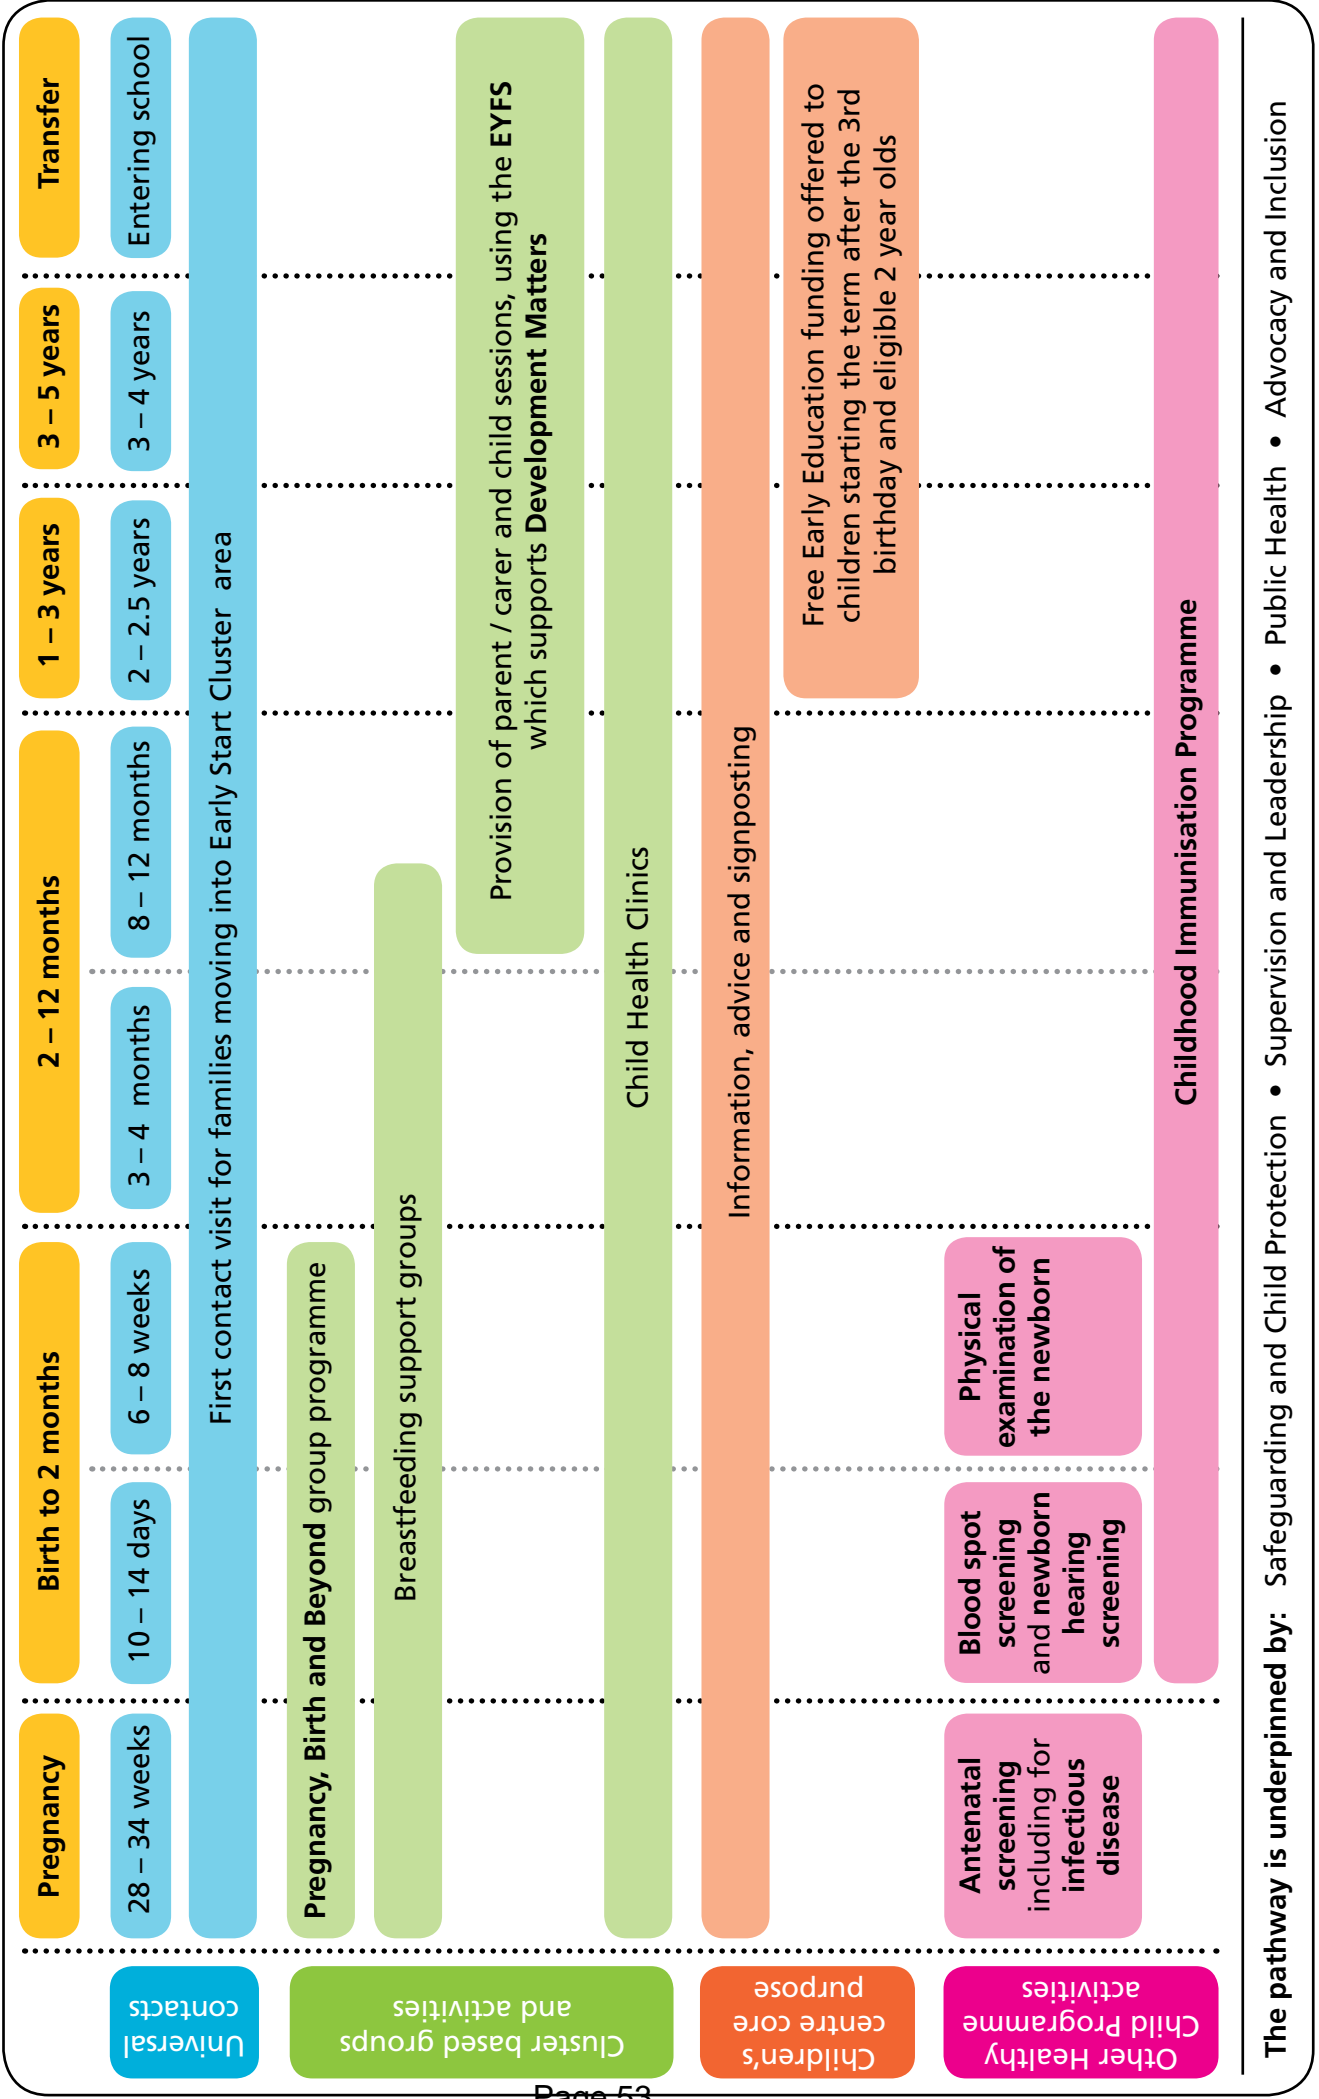 Pregnancy
Birth to 2 months
2 – 12 months
1 – 3 years
3 – 5 years
Transfer
Universal
contacts
28 – 34 weeks
10 – 14 days
6 – 8 weeks
3 – 4 months
8 – 12 months
2 – 2.5 years
3 – 4 years
Entering school
First contact visit for families moving into Early Start Cluster area
Cluster based groups
and activities
Pregnancy, Birth and Beyond group programme
Breastfeeding support groups
Provision of parent / carer and child sessions, using the EYFS
which supports Development Matters
Child Health Clinics
Children's
centre core
purpose
Information, advice and signposting
Free Early Education funding offered to
children starting the term after the 3rd
birthday and eligible 2 year olds
Other Healthy
Child Programme
activities
Antenatal
screening
including for
infectious
disease
Blood spot
screening
and newborn
hearing
screening
Physical
examination of
the newborn
Childhood Immunisation Programme
The pathway is underpinned by: Safeguarding and Child Protection • Supervision and Leadership • Public Health • Advocacy and Inclusion
Page 53